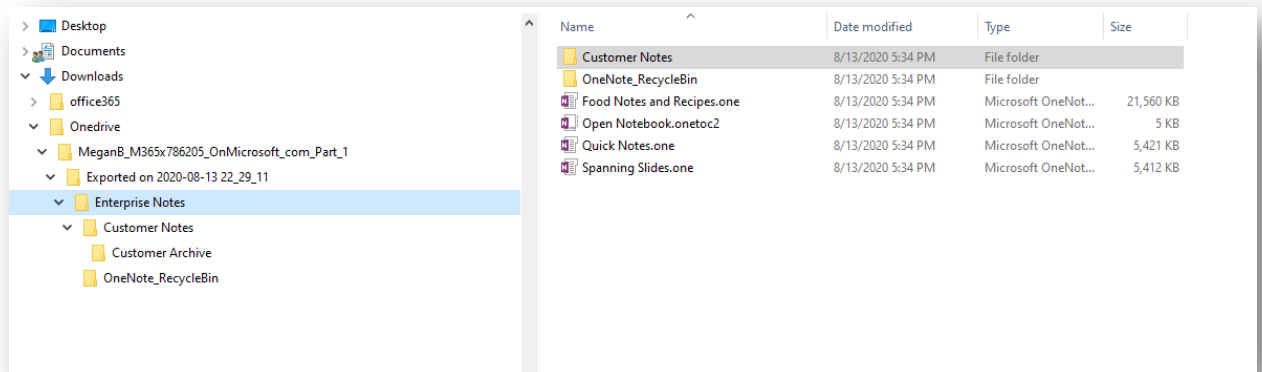 Desktop
Documents
Downloads
office365
Onedrive
MeganB_M365x786205_OnMicrosoft_com_Part_1
Exported on 2020-08-13 22_29_11
Enterprise Notes
Customer Notes
Customer Archive
OneNote_RecycleBin
Name Date modified Type Size
Customer Notes 8/13/2020 5:34 PM File folder
OneNote_RecycleBin 8/13/2020 5:34 PM File folder
Food Notes and Recipes.one 8/13/2020 5:34 PM Microsoft OneNot... 21,560 KB
Open Notebook.onetoc2 8/13/2020 5:34 PM Microsoft OneNot... 5 KB
Quick Notes.one 8/13/2020 5:34 PM Microsoft OneNot... 5,421 KB
Spanning Slides.one 8/13/2020 5:34 PM Microsoft OneNot... 5,412 KB